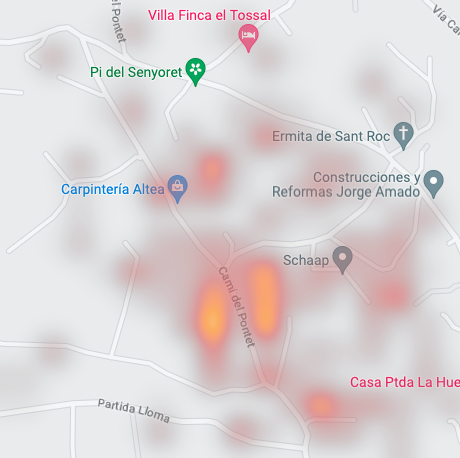 del Pontet
Villa Finca el Tossal
Via Ca
Pi del Senyoret
Ermita de Sant Roc
Construcciones y
Reformas Jorge Amado
Carpintería Altea
Schaap
Camí del Pontet
Casa Ptda La Hue
Partida Lloma